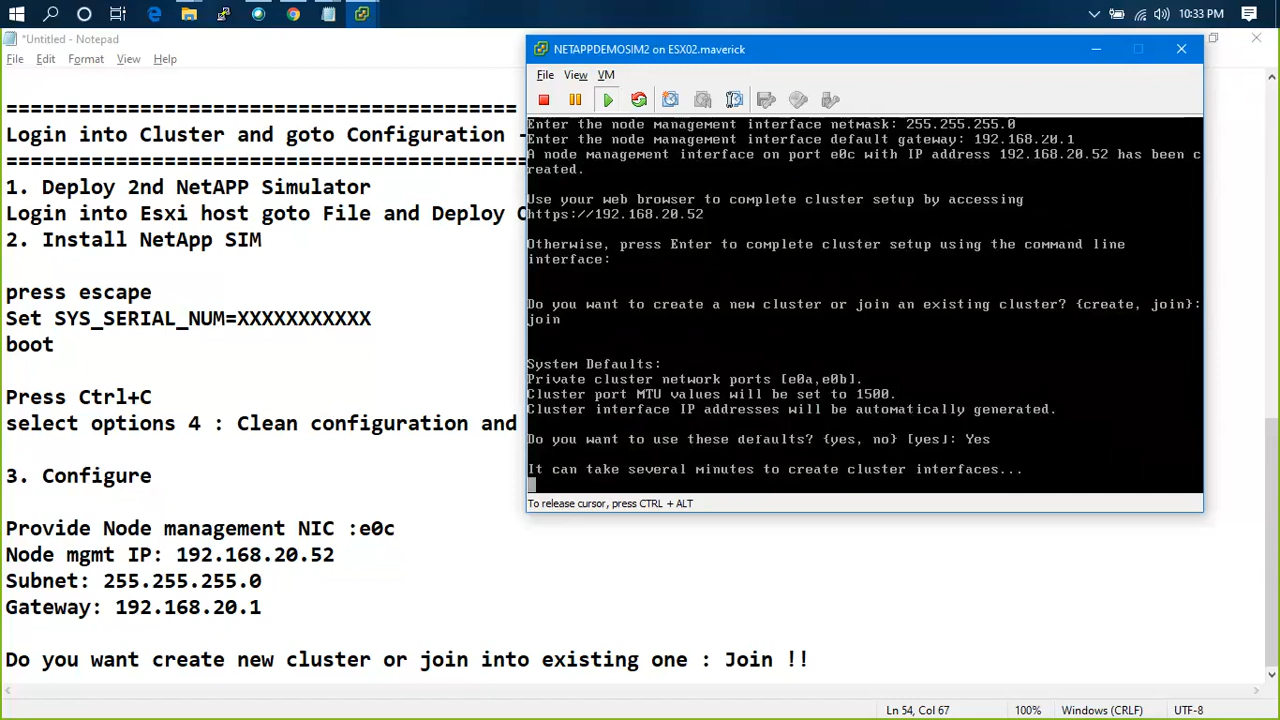 10:33 PM
*Untitled - Notepad
File Edit Format View Help
==========================================
Login into Cluster and goto Configuration -
===========================================
1. Deploy 2nd NetAPP Simulator
Login into Esxi host goto File and Deploy
2. Install NetApp SIM
press escape
Set SYS_SERIAL_NUM=XXXXXXXXXXX
boot
Press Ctrl+C
select options 4 : Clean configuration and
3. Configure
Provide Node management NIC :e0c
Node mgmt IP: 192.168.20.52
Subnet: 255.255.255.0
Gateway: 192.168.20.1
Do you want create new cluster or join into existing one : Join !!
Ln 54, Col 67 100% Windows (CRLF) UTF-8
NETAPPDEMOSIM2 on ESX02.maverick
File View VM
Enter the node management interface netmask: 255.255.255.0
Enter the node management interface default gateway: 192.168.20.1
A node management interface on port e0c with IP address 192.168.20.52 has been c
reated.
Use your web browser to complete cluster setup by accessing
https://192.168.20.52
Otherwise, press Enter to complete cluster setup using the command line
interface:
Do you want to create a new cluster or join an existing cluster? {create, join}:
join
System Defaults:
Private cluster network ports [e0a,e0b].
Cluster port MTU values will be set to 1500.
Cluster interface IP addresses will be automatically generated.
Do you want to use these defaults? {yes, no} [yes]: Yes
It can take several minutes to create cluster interfaces...
To release cursor, press CTRL + ALT